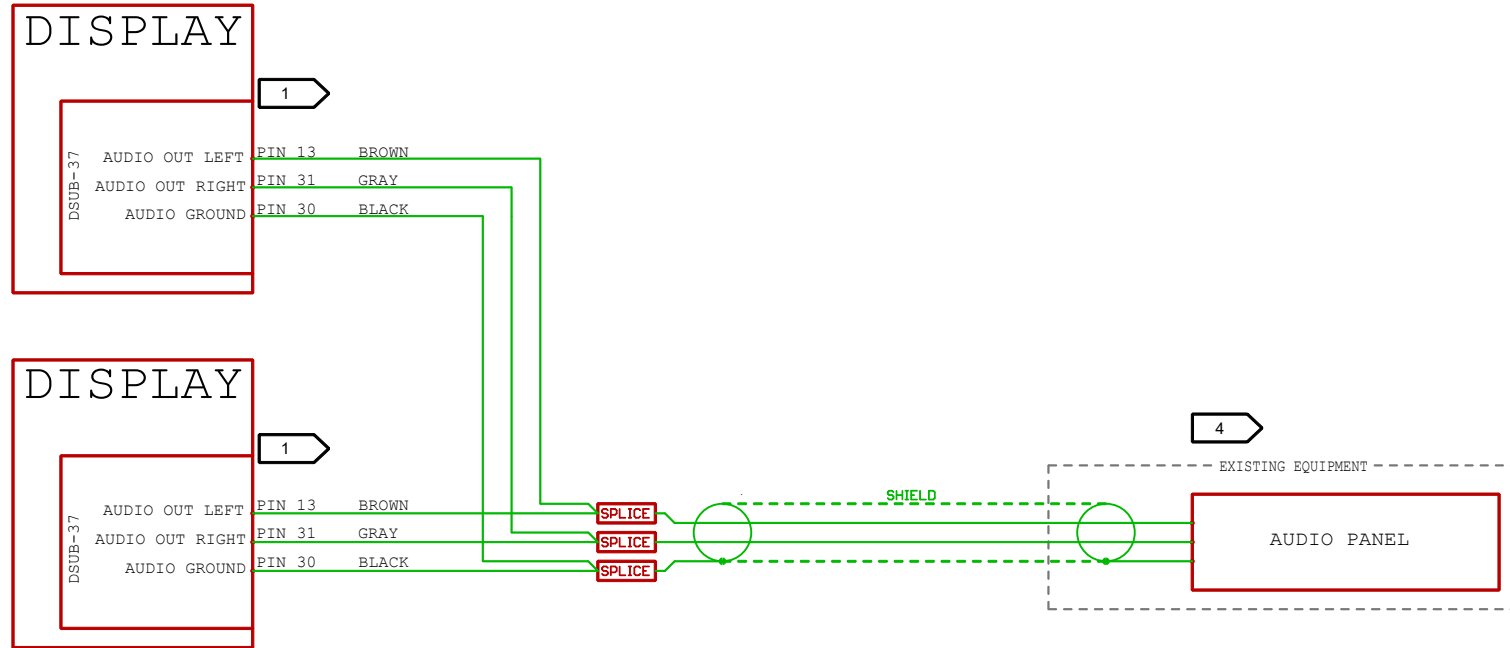 DISPLAY
1
DSUB-37
AUDIO OUT LEFT PIN 13 BROWN
AUDIO OUT RIGHT PIN 31 GRAY
AUDIO GROUND PIN 30 BLACK
DISPLAY
1
DSUB-37
AUDIO OUT LEFT PIN 13 BROWN
AUDIO OUT RIGHT PIN 31 GRAY
AUDIO GROUND PIN 30 BLACK
SPLICE
SPLICE
SPLICE
SHIELD
4
EXISTING EQUIPMENT
AUDIO PANEL